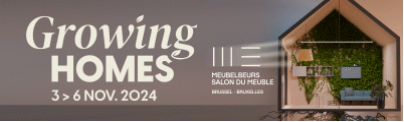 Growing
HOMES
3 > 6 NOV. 2024
MEUBELBEURS
SALON DU MEUBLE
BRUSSEL - BRUXELLES